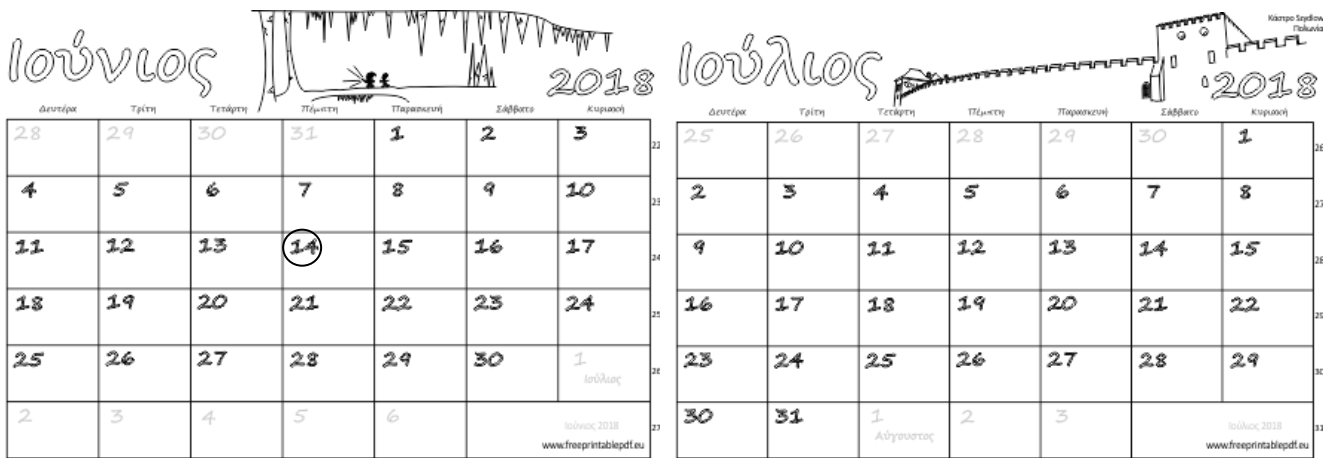 Ιούνιος
2018
Δευτέρα Τρίτη Τετάρτη Πέμπτη Παρασκευή Σάββατο Κυριακή
28 29 30 31 1 2 3 22
4 5 6 7 8 9 10 23
11 12 13 14 15 16 17 24
18 19 20 21 22 23 24 25
25 26 27 28 29 30 1 26
Ιούλιος
2 3 4 5 6 27
Ιούνιος 2018
www.freeprintablepdf.eu
Κάστρο Szydlow
Πολωνία
Ιούλιος
2018
Δευτέρα Τρίτη Τετάρτη Πέμπτη Παρασκευή Σάββατο Κυριακή
25 26 27 28 29 30 1 26
2 3 4 5 6 7 8 27
9 10 11 12 13 14 15 28
16 17 18 19 20 21 22 29
23 24 25 26 27 28 29 30
30 31 1 2 3 31
Αύγουστος
Ιούλιος 2018
www.freeprintablepdf.eu